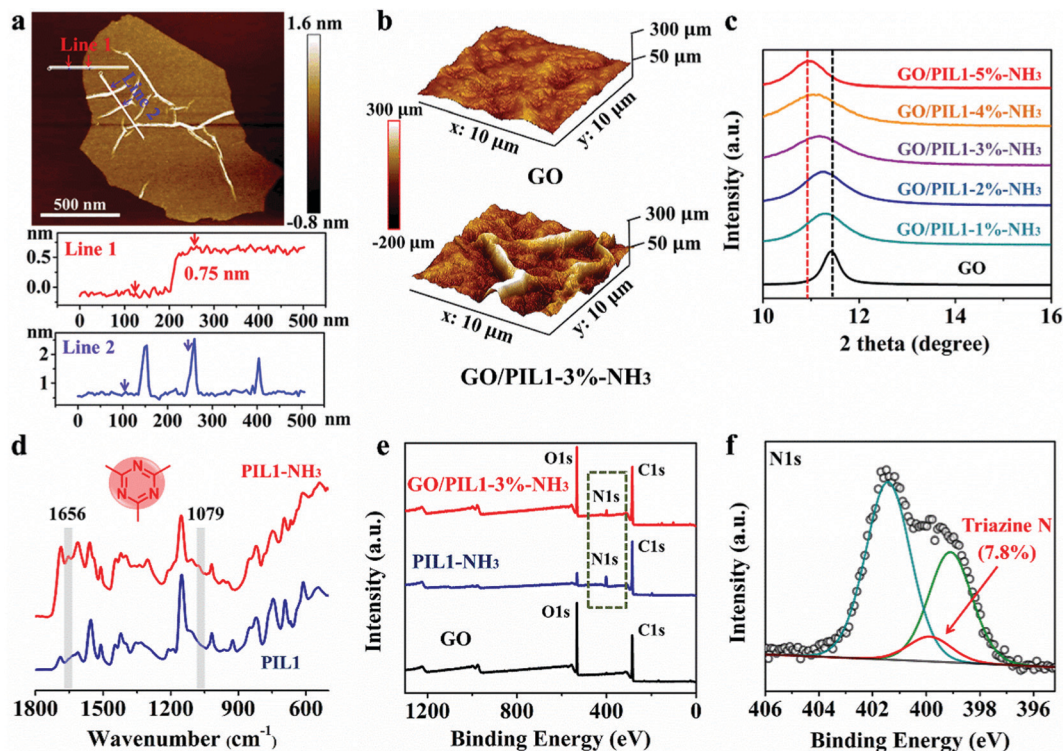 a
Line 1
Line 2
500 nm
1.6 nm
-0.8 nm
nm
Line 1
0.75 nm
0.5
0.0
0 100 200 300 400 500 nm
nm
Line 2
2
1
0 100 200 300 400 500 nm
b
300 μm
50 μm
x: 10 μm
y: 10 μm
GO
300 μm
-200 μm
300 μm
50 μm
x: 10 μm
y: 10 μm
GO/PIL1-3%-NH₃
c
Intensity (a.u.)
GO/PIL1-5%-NH₃
GO/PIL1-4%-NH₃
GO/PIL1-3%-NH₃
GO/PIL1-2%-NH₃
GO/PIL1-1%-NH₃
GO
10 12 14 16
2 theta (degree)
d
Intensity (a.u.)
N N
N
PIL1-NH₃
1656
1079
PIL1
1800 1500 1200 900 600
Wavenumber (cm⁻¹)
e
Intensity (a.u.)
O1s
C1s
GO/PIL1-3%-NH₃
N1s
C1s
PIL1-NH₃
N1s
O1s
C1s
GO
1200 800 400 0
Binding Energy (eV)
f
Intensity (a.u.)
N1s
Triazine N
(7.8%)
406 404 402 400 398 396
Binding Energy (eV)